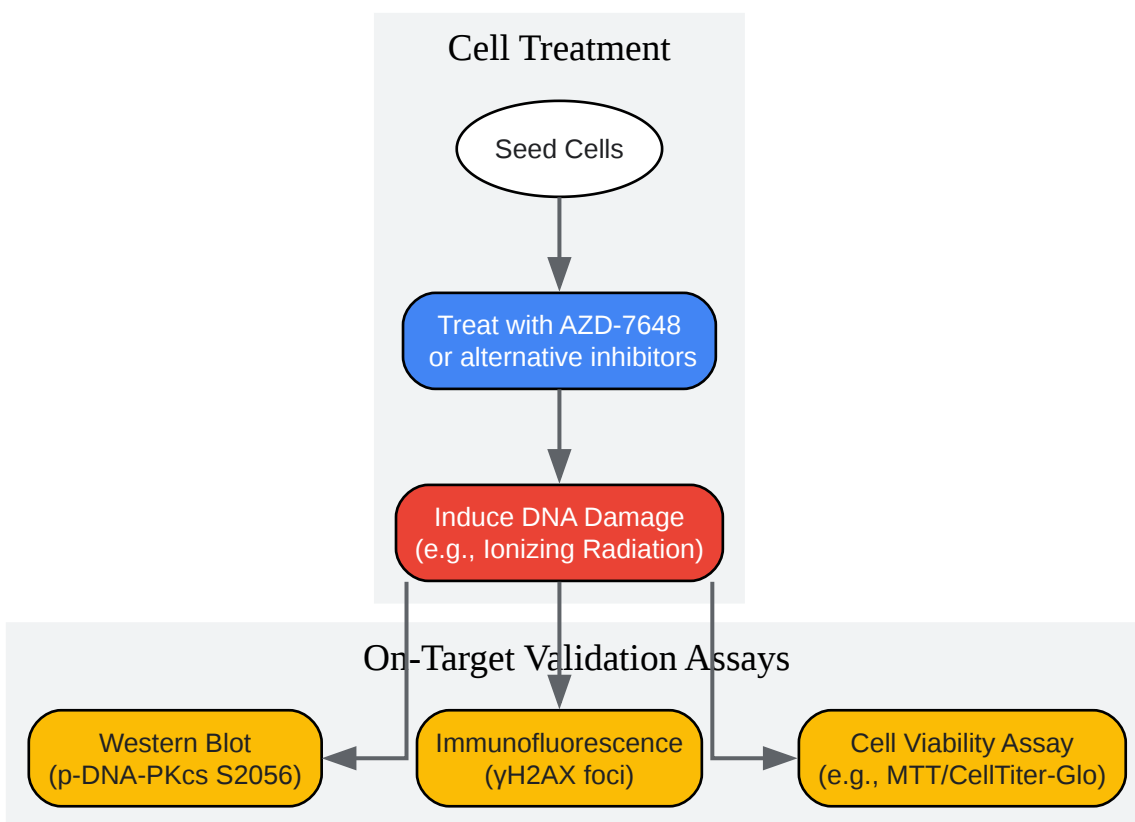 Cell Treatment
Seed Cells
Treat with AZD-7648
or alternative inhibitors
Induce DNA Damage
(e.g., Ionizing Radiation)
On-Target Validation Assays
Western Blot
(p-DNA-PKcs S2056)
Immunofluorescence
(γH2AX foci)
Cell Viability Assay
(e.g., MTT/CellTiter-Glo)